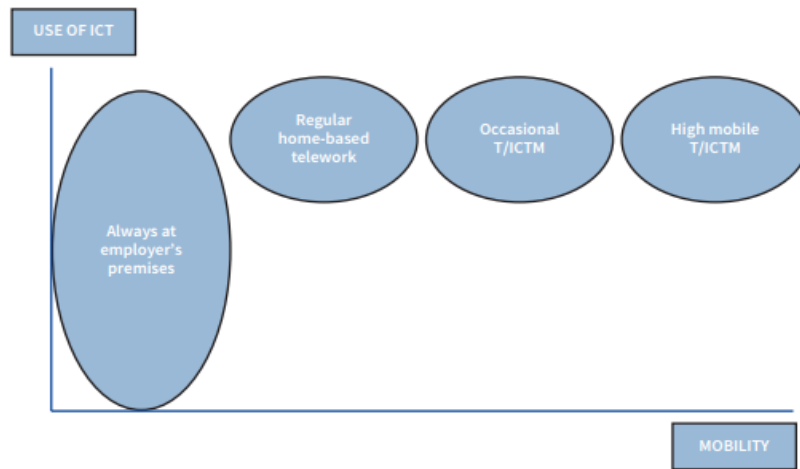 USE OF ICT
Regular
home-based
telework
Occasional
T/ICTM
High mobile
T/ICTM
Always at
employer's
premises
MOBILITY